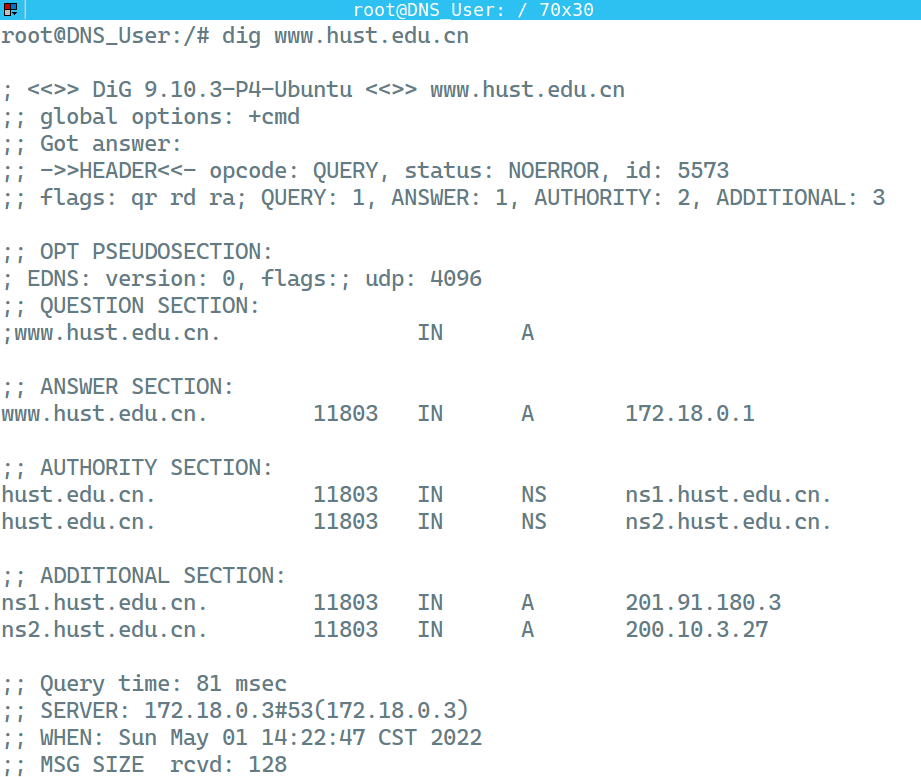 root@DNS_User: / 70x30
root@DNS_User:/# dig www.hust.edu.cn
; <<>> DiG 9.10.3-P4-Ubuntu <<>> www.hust.edu.cn
;; global options: +cmd
;; Got answer:
;; ->>HEADER<<- opcode: QUERY, status: NOERROR, id: 5573
;; flags: qr rd ra; QUERY: 1, ANSWER: 1, AUTHORITY: 2, ADDITIONAL: 3
;; OPT PSEUDOSECTION:
; EDNS: version: 0, flags:; udp: 4096
;; QUESTION SECTION:
;www.hust.edu.cn. IN A
;; ANSWER SECTION:
www.hust.edu.cn. 11803 IN A 172.18.0.1
;; AUTHORITY SECTION:
hust.edu.cn. 11803 IN NS ns1.hust.edu.cn.
hust.edu.cn. 11803 IN NS ns2.hust.edu.cn.
;; ADDITIONAL SECTION:
ns1.hust.edu.cn. 11803 IN A 201.91.180.3
ns2.hust.edu.cn. 11803 IN A 200.10.3.27
;; Query time: 81 msec
;; SERVER: 172.18.0.3#53(172.18.0.3)
;; WHEN: Sun May 01 14:22:47 CST 2022
;; MSG SIZE  rcvd: 128